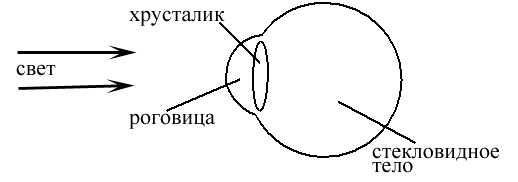 хрусталик
свет
роговица
стекловидное
тело